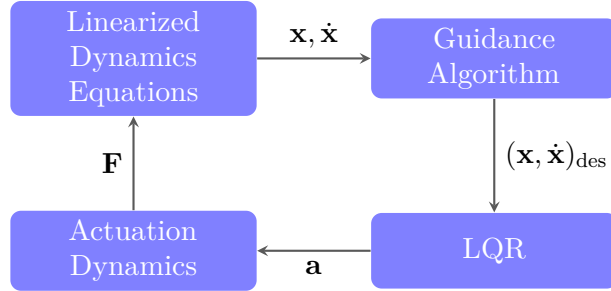 Linearized
Dynamics
Equations
x, ẋ
Guidance
Algorithm
F
(x, ẋ)des
Actuation
Dynamics
a
LQR